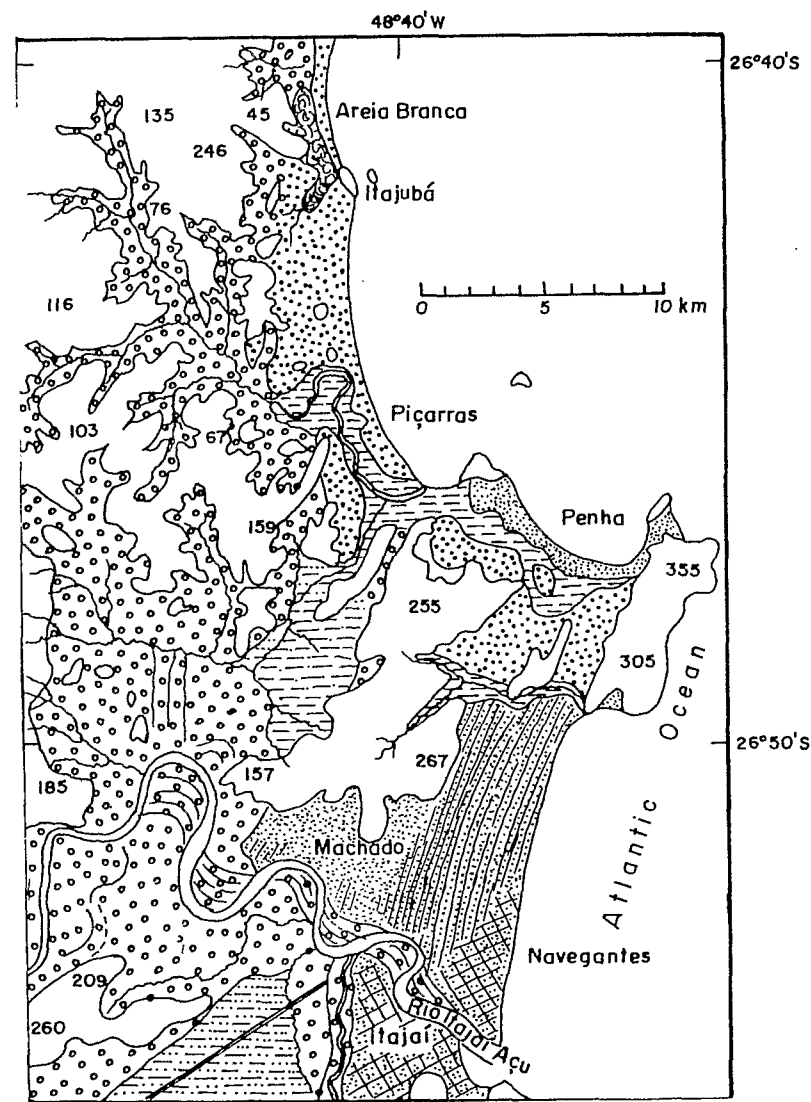 48°40' W
26°40' S
135
45
Areia Branca
246
Itajubá
76
116
0 5 10 km
Piçarras
103
67
159
Penha
355
255
305
Ocean
26°50' S
267
157
185
Machado
Atlantic
Navegantes
209
Rio Itajaí Açu
260
Itajaí